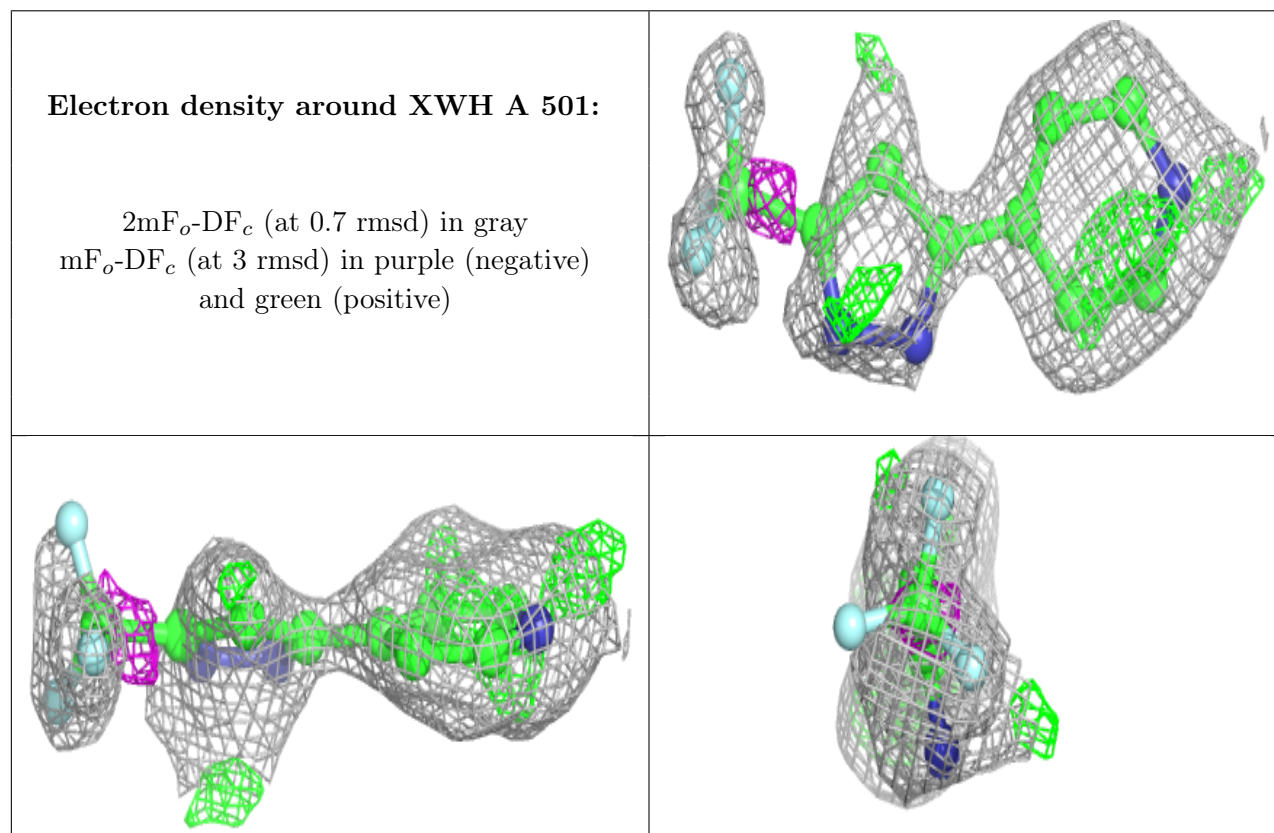 Electron density around XWH A 501:
2mFo-DFc (at 0.7 rmsd) in gray
mFo-DFc (at 3 rmsd) in purple (negative)
and green (positive)